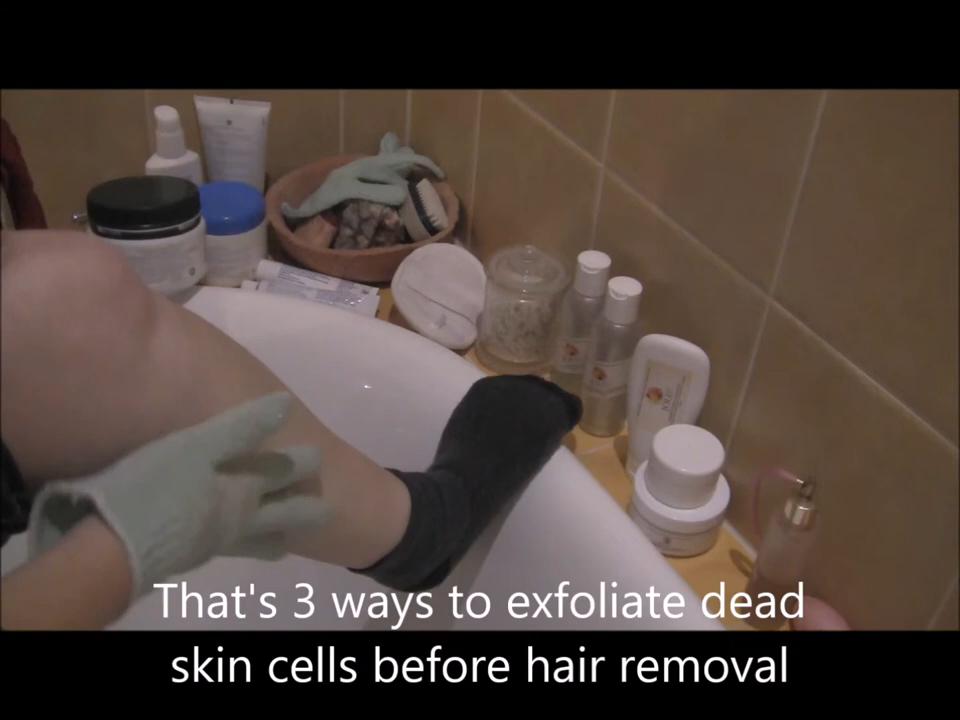 That's 3 ways to exfoliate dead
skin cells before hair removal